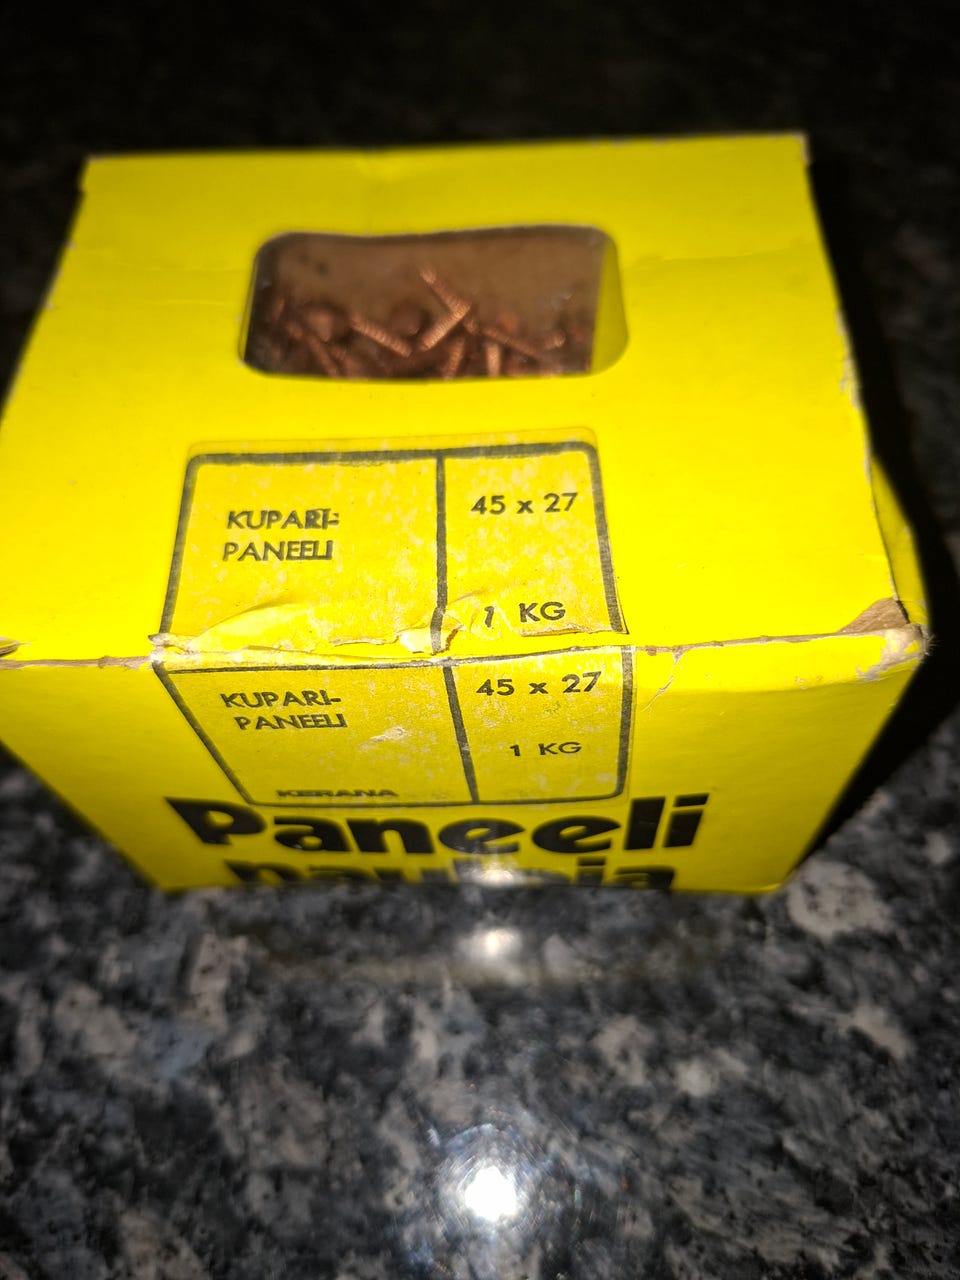 KUPARI-
PANEELI
45 x 27
1 KG
KUPARI-
PANEELI
45 x 27
1 KG
KERANA
Paneeli